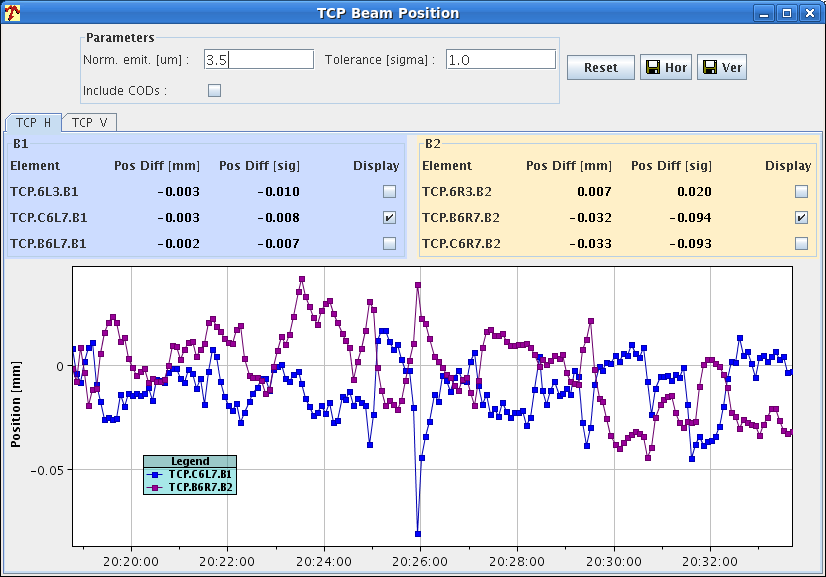 TCP Beam Position
Parameters
Norm. emit. [um] : 3.5 Tolerance [sigma] : 1.0
Reset Hor Ver
Include CODs :
TCP H TCP V
B1
Element Pos Diff [mm] Pos Diff [sig] Display
TCP.6L3.B1 -0.003 -0.010
TCP.C6L7.B1 -0.003 -0.008
TCP.B6L7.B1 -0.002 -0.007
B2
Element Pos Diff [mm] Pos Diff [sig] Display
TCP.6R3.B2 0.007 0.020
TCP.B6R7.B2 -0.032 -0.094
TCP.C6R7.B2 -0.033 -0.093
Position [mm]
0
-0.05
Legend
TCP.C6L7.B1
TCP.B6R7.B2
20:20:00 20:22:00 20:24:00 20:26:00 20:28:00 20:30:00 20:32:00